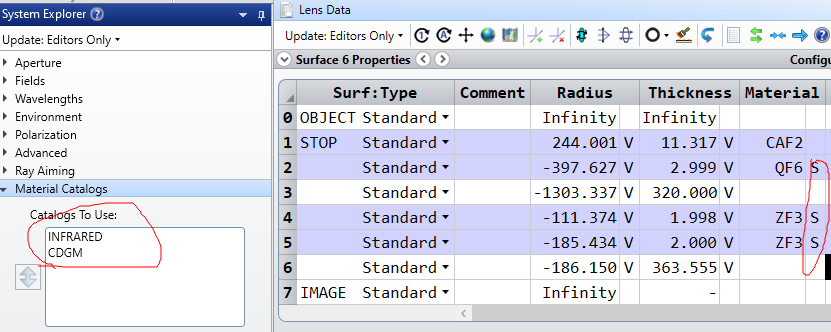 System Explorer
Update: Editors Only
Aperture
Fields
Wavelengths
Environment
Polarization
Advanced
Ray Aiming
Material Catalogs
Catalogs To Use:
INFRARED
CDGM
Lens Data
Update: Editors Only
Surface 6 Properties
Configu
Surf:Type Comment Radius Thickness Material
0 OBJECT Standard Infinity Infinity
1 STOP Standard 244.001 V 11.317 V CAF2
2 Standard -397.627 V 2.999 V QF6 S
3 Standard -1303.337 V 320.000 V
4 Standard -111.374 V 1.998 V ZF3 S
5 Standard -185.434 V 2.000 V ZF3 S
6 Standard -186.150 V 363.555 V
7 IMAGE Standard Infinity -